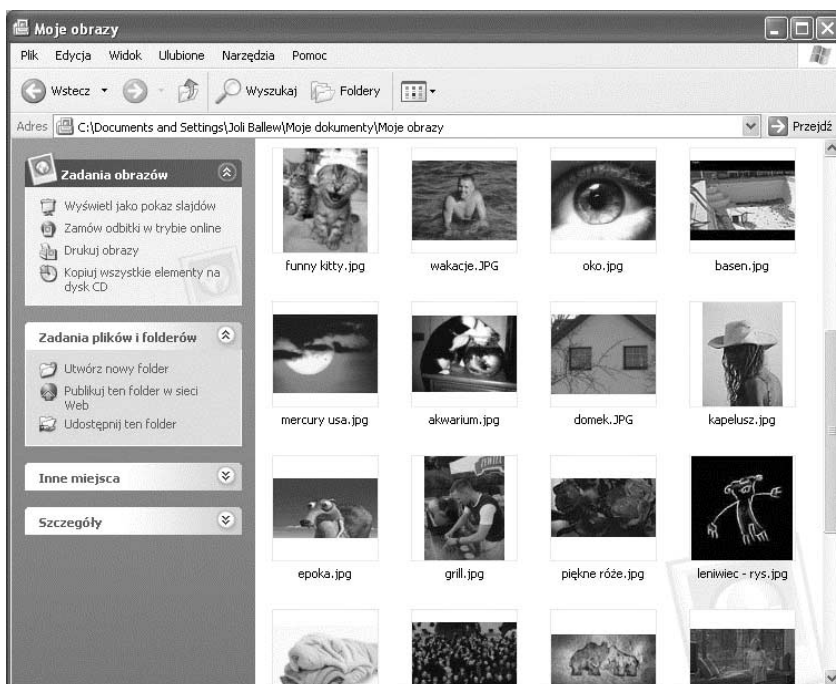 Moje obrazy
Plik Edycja Widok Ulubione Narzędzia Pomoc
Wstecz Wyszukaj Foldery
Adres C:\Documents and Settings\Joli Ballew\Moje dokumenty\Moje obrazy Przejdź
Zadania obrazów
Wyświetl jako pokaz slajdów
Zamów odbitki w trybie online
Drukuj obrazy
Kopiuj wszystkie elementy na
dysk CD
Zadania plików i folderów
Utwórz nowy folder
Publikuj ten folder w sieci
Web
Udostępnij ten folder
Inne miejsca
Szczegóły
funny kitty.jpg wakacje.JPG oko.jpg basen.jpg
mercury usa.jpg akwarium.jpg domek.JPG kapelusz.jpg
epoka.jpg grill.jpg piękne róże.jpg leniwiec - rys.jpg